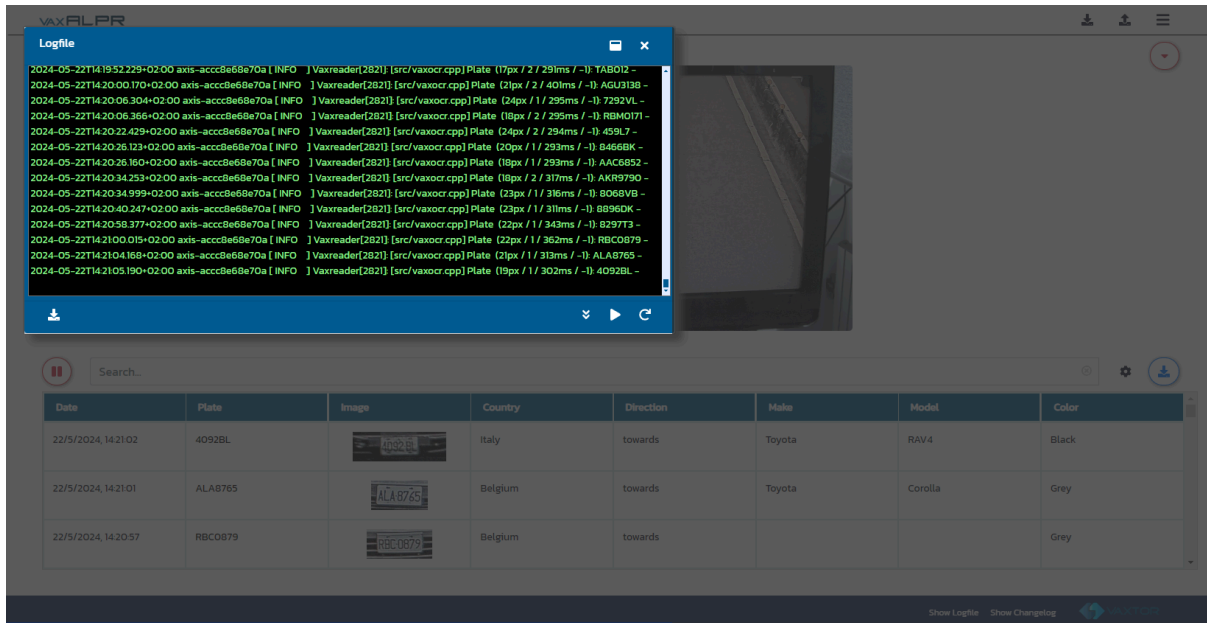 VAXALPR
Logfile
2024-05-22T14:19:52.229+02:00 axis-accc8e68e70a [ INFO ] Vaxreader[2821]: [src/vaxocr.cpp] Plate (17px / 2 / 291ms / -1): TAB012 -
2024-05-22T14:20:00.170+02:00 axis-accc8e68e70a [ INFO ] Vaxreader[2821]: [src/vaxocr.cpp] Plate (21px / 2 / 401ms / -1): AGU3138 -
2024-05-22T14:20:06.304+02:00 axis-accc8e68e70a [ INFO ] Vaxreader[2821]: [src/vaxocr.cpp] Plate (24px / 1 / 295ms / -1): 7292VL -
2024-05-22T14:20:06.366+02:00 axis-accc8e68e70a [ INFO ] Vaxreader[2821]: [src/vaxocr.cpp] Plate (18px / 2 / 295ms / -1): RBM0171 -
2024-05-22T14:20:22.429+02:00 axis-accc8e68e70a [ INFO ] Vaxreader[2821]: [src/vaxocr.cpp] Plate (24px / 2 / 294ms / -1): 459L7 -
2024-05-22T14:20:26.123+02:00 axis-accc8e68e70a [ INFO ] Vaxreader[2821]: [src/vaxocr.cpp] Plate (20px / 1 / 293ms / -1): 8466BK -
2024-05-22T14:20:26.160+02:00 axis-accc8e68e70a [ INFO ] Vaxreader[2821]: [src/vaxocr.cpp] Plate (18px / 1 / 293ms / -1): AAC6852 -
2024-05-22T14:20:34.253+02:00 axis-accc8e68e70a [ INFO ] Vaxreader[2821]: [src/vaxocr.cpp] Plate (18px / 2 / 317ms / -1): AKR9790 -
2024-05-22T14:20:34.999+02:00 axis-accc8e68e70a [ INFO ] Vaxreader[2821]: [src/vaxocr.cpp] Plate (23px / 1 / 316ms / -1): 8068VB -
2024-05-22T14:20:40.247+02:00 axis-accc8e68e70a [ INFO ] Vaxreader[2821]: [src/vaxocr.cpp] Plate (23px / 1 / 311ms / -1): 8896DK -
2024-05-22T14:20:58.377+02:00 axis-accc8e68e70a [ INFO ] Vaxreader[2821]: [src/vaxocr.cpp] Plate (22px / 1 / 343ms / -1): 8297T3 -
2024-05-22T14:21:00.015+02:00 axis-accc8e68e70a [ INFO ] Vaxreader[2821]: [src/vaxocr.cpp] Plate (22px / 1 / 362ms / -1): RBC0879 -
2024-05-22T14:21:04.168+02:00 axis-accc8e68e70a [ INFO ] Vaxreader[2821]: [src/vaxocr.cpp] Plate (21px / 1 / 313ms / -1): ALA8765 -
2024-05-22T14:21:05.190+02:00 axis-accc8e68e70a [ INFO ] Vaxreader[2821]: [src/vaxocr.cpp] Plate (19px / 1 / 302ms / -1): 4092BL -
Search...
Date Plate Image Country Direction Make Model Color
22/5/2024, 14:21:02 4092BL 4092 BL Italy towards Toyota RAV4 Black
22/5/2024, 14:21:01 ALA8765 ALA 8765 Belgium towards Toyota Corolla Grey
22/5/2024, 14:20:57 RBC0879 RBC 0879 Belgium towards Grey
Show Logfile Show Changelog